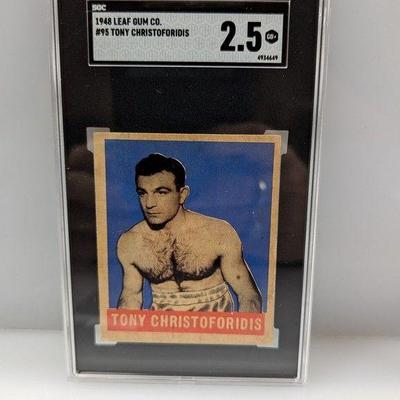 SGC
1948 LEAF GUM CO.
#95 TONY CHRISTOFORIDIS
2.5
GD+
4934649
TONY CHRISTOFORIDIS